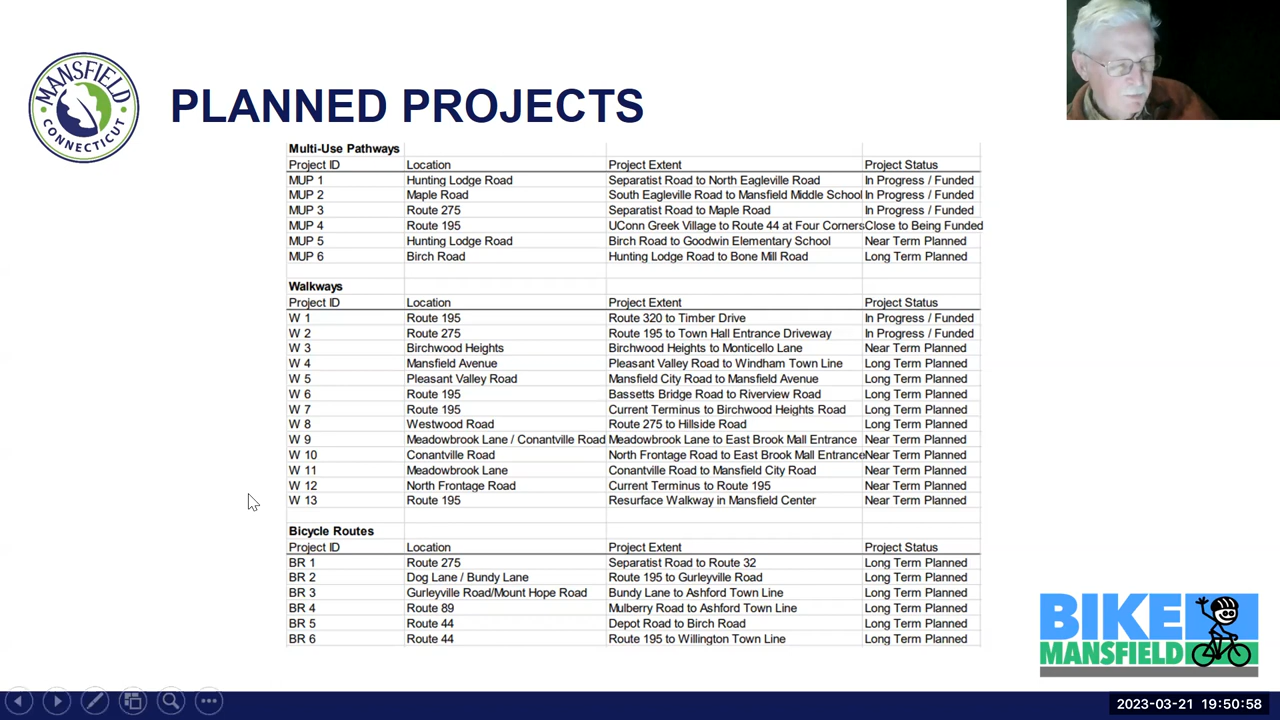 MANSFIELD
CONNECTICUT
PLANNED PROJECTS
Multi-Use Pathways
Project ID Location Project Extent Project Status
MUP 1 Hunting Lodge Road Separatist Road to North Eagleville Road In Progress / Funded
MUP 2 Maple Road South Eagleville Road to Mansfield Middle School In Progress / Funded
MUP 3 Route 275 Separatist Road to Maple Road In Progress / Funded
MUP 4 Route 195 UConn Greek Village to Route 44 at Four Corners Close to Being Funded
MUP 5 Hunting Lodge Road Birch Road to Goodwin Elementary School Near Term Planned
MUP 6 Birch Road Hunting Lodge Road to Bone Mill Road Long Term Planned
Walkways
Project ID Location Project Extent Project Status
W 1 Route 195 Route 320 to Timber Drive In Progress / Funded
W 2 Route 275 Route 195 to Town Hall Entrance Driveway In Progress / Funded
W 3 Birchwood Heights Birchwood Heights to Monticello Lane Near Term Planned
W 4 Mansfield Avenue Pleasant Valley Road to Windham Town Line Long Term Planned
W 5 Pleasant Valley Road Mansfield City Road to Mansfield Avenue Long Term Planned
W 6 Route 195 Bassetts Bridge Road to Riverview Road Long Term Planned
W 7 Route 195 Current Terminus to Birchwood Heights Road Long Term Planned
W 8 Westwood Road Route 275 to Hillside Road Long Term Planned
W 9 Meadowbrook Lane / Conantville Road Meadowbrook Lane to East Brook Mall Entrance Near Term Planned
W 10 Conantville Road North Frontage Road to East Brook Mall Entrance Near Term Planned
W 11 Meadowbrook Lane Conantville Road to Mansfield City Road Near Term Planned
W 12 North Frontage Road Current Terminus to Route 195 Near Term Planned
W 13 Route 195 Resurface Walkway in Mansfield Center Near Term Planned
Bicycle Routes
Project ID Location Project Extent Project Status
BR 1 Route 275 Separatist Road to Route 32 Long Term Planned
BR 2 Dog Lane / Bundy Lane Route 195 to Gurleyville Road Long Term Planned
BR 3 Gurleyville Road/Mount Hope Road Bundy Lane to Ashford Town Line Long Term Planned
BR 4 Route 89 Mulberry Road to Ashford Town Line Long Term Planned
BR 5 Route 44 Depot Road to Birch Road Long Term Planned
BR 6 Route 44 Route 195 to Willington Town Line Long Term Planned
BIKE
MANSFIELD
2023-03-21 19:50:58